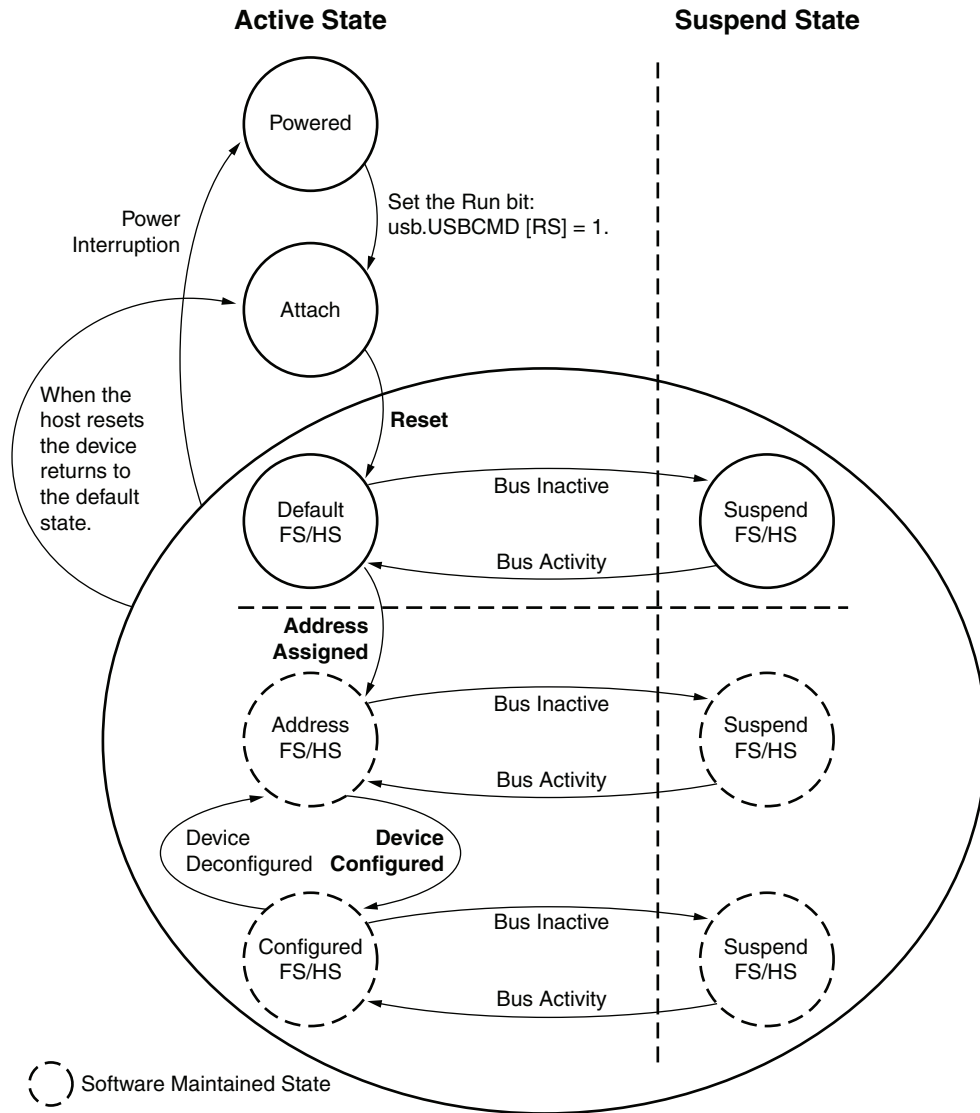 Active State
Suspend State
Powered
Set the Run bit:
usb.USBCMD [RS] = 1.
Power
Interruption
Attach
When the
host resets
the device
returns to
the default
state.
Reset
Default
FS/HS
Bus Inactive
Bus Activity
Suspend
FS/HS
Address
Assigned
Address
FS/HS
Bus Inactive
Bus Activity
Suspend
FS/HS
Device
Deconfigured
Device
Configured
Configured
FS/HS
Bus Inactive
Bus Activity
Suspend
FS/HS
Software Maintained State